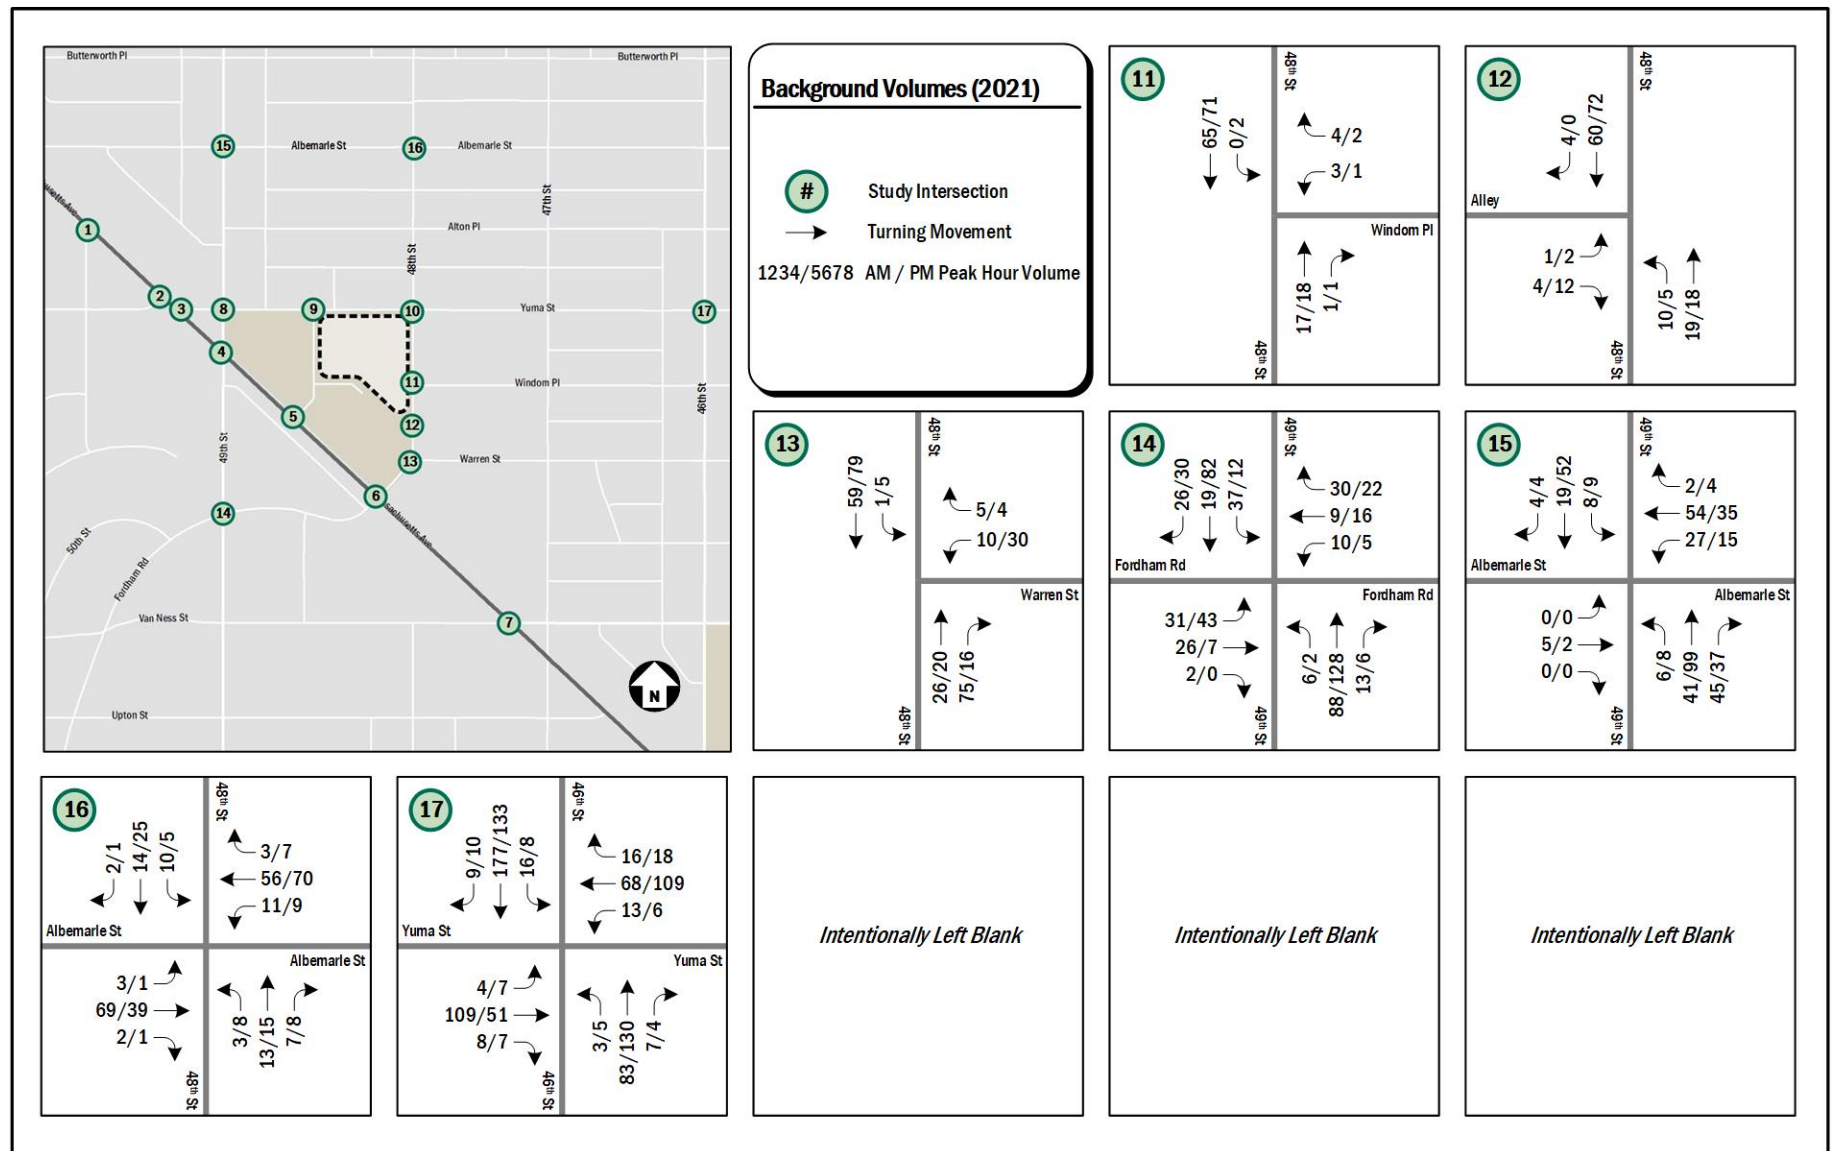 Butterworth Pl
Butterworth Pl
15
Albemarle St
16
Albemarle St
47th St
1
Alton Pl
48th St
2
3
8
9
10
Yuma St
17
4
11
Windom Pl
46th St
5
12
49th St
13
Warren St
6
14
50th St
Fordham Rd
Van Ness St
7
N
Upton St
Background Volumes (2021)
# Study Intersection
Turning Movement
1234/5678 AM / PM Peak Hour Volume
11
48th St
65/71
0/2
4/2
3/1
Windom Pl
17/18
1/1
48th St
12
48th St
4/0
60/72
Alley
1/2
4/12
10/5
19/18
48th St
13
48th St
59/79
1/5
5/4
10/30
Warren St
26/20
75/16
48th St
14
49th St
26/30
19/82
37/12
30/22
9/16
10/5
Fordham Rd
Fordham Rd
31/43
26/7
2/0
6/2
88/128
13/6
49th St
15
49th St
4/4
19/52
8/9
2/4
54/35
27/15
Albemarle St
Albemarle St
0/0
5/2
0/0
6/8
41/99
45/37
49th St
16
48th St
2/1
14/25
10/5
3/7
56/70
11/9
Albemarle St
Albemarle St
3/1
69/39
2/1
3/8
13/15
7/8
48th St
17
46th St
9/10
177/133
16/8
16/18
68/109
13/6
Yuma St
Yuma St
4/7
109/51
8/7
3/5
83/130
7/4
46th St
Intentionally Left Blank
Intentionally Left Blank
Intentionally Left Blank